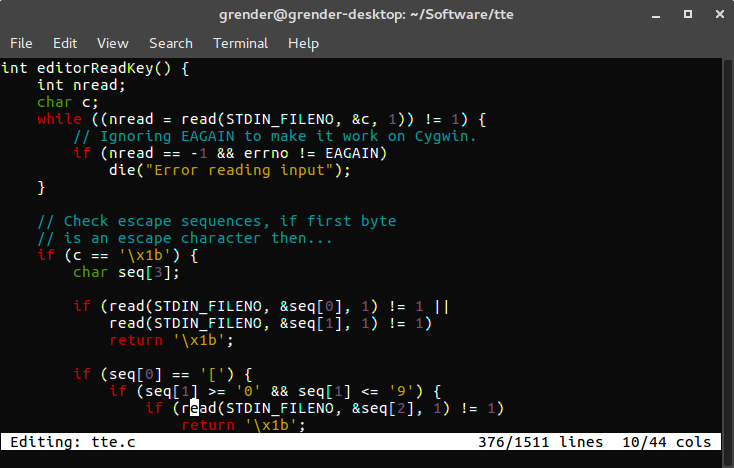 grender@grender-desktop: ~/Software/tte
File Edit View Search Terminal Help
int editorReadKey() {
    int nread;
    char c;
    while ((nread = read(STDIN_FILENO, &c, 1)) != 1) {
        // Ignoring EAGAIN to make it work on Cygwin.
        if (nread == -1 && errno != EAGAIN)
            die("Error reading input");
    }

    // Check escape sequences, if first byte
    // is an escape character then...
    if (c == '\x1b') {
        char seq[3];

        if (read(STDIN_FILENO, &seq[0], 1) != 1 ||
            read(STDIN_FILENO, &seq[1], 1) != 1)
            return '\x1b';

        if (seq[0] == '[') {
            if (seq[1] >= '0' && seq[1] <= '9') {
                if (read(STDIN_FILENO, &seq[2], 1) != 1)
                    return '\x1b';
Editing: tte.c 376/1511 lines 10/44 cols